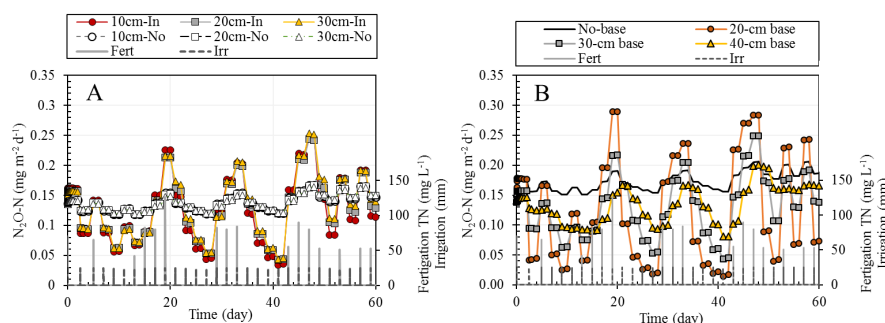 10cm-In 20cm-In 30cm-In
10cm-No 20cm-No 30cm-No
Fert Irr
A
N₂O-N (mg m⁻² d⁻¹)
0.35
0.3
0.25
0.2
0.15
0.1
0.05
0
150
100
50
0
Fertigation TN (mg L⁻¹)
Irrigation (mm)
0 20 40 60
Time (day)
No-base 20-cm base
30-cm base 40-cm base
Fert Irr
B
N₂O-N (mg m⁻² d⁻¹)
0.35
0.30
0.25
0.20
0.15
0.10
0.05
0.00
150
100
50
0
Fertigation TN (mg L⁻¹)
Irrigation (mm)
0 20 40 60
Time (day)